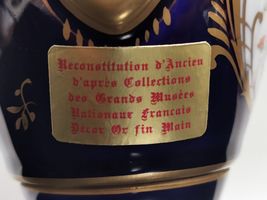 Reconstitution d'Ancien
d'après Collections
des Grands Musées
Nationaux Français
Décor Or fin Main